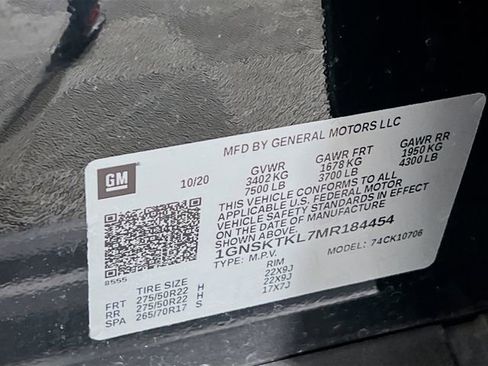 MFD BY GENERAL MOTORS LLC
GM
10/20 GVWR GAWR FRT GAWR RR
3402 KG 1678 KG 1950 KG
7500 LB 3700 LB 4300 LB
THIS VEHICLE CONFORMS TO ALL
APPLICABLE U.S. FEDERAL MOTOR
VEHICLE SAFETY STANDARDS IN EFFECT
ON THE DATE OF MANUFACTURE
SHOWN ABOVE.
1GNSKTKL7MR184454
TYPE: M.P.V. MODEL: 74CK10706
8555
TIRE SIZE RIM
FRT 275/50R22 H 22X9J
RR 275/50R22 H 22X9J
SPA 265/70R17 S 17X7J